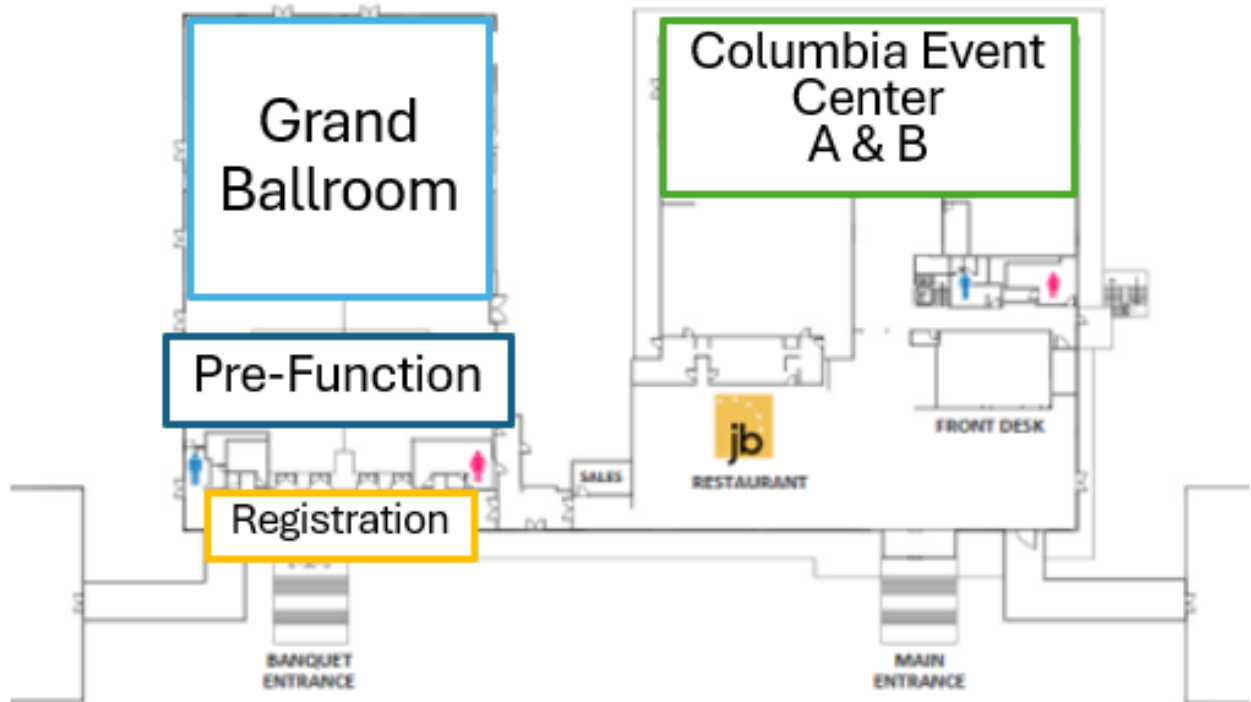 Grand
Ballroom
Columbia Event
Center
A & B
Pre-Function
Registration
SALES
jb
RESTAURANT
FRONT DESK
BANQUET
ENTRANCE
MAIN
ENTRANCE